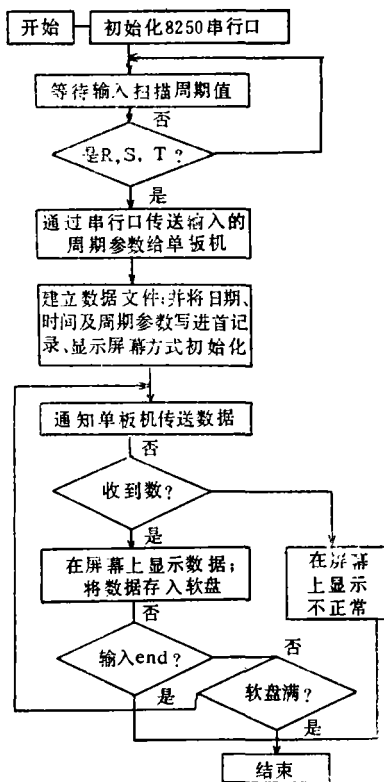 开始
初始化8250串行口
等待输入扫描周期值
否
是R,S,T?
是
通过串行口传送输入的
周期参数给单板机
建立数据文件;并将日期、
时间及周期参数写进首记
录、显示屏幕方式初始化
通知单板机传送数据
否
收到数?
是
在屏幕上显示数据;
将数据存入软盘
在屏幕
上显示
不正常
否
输入end?
否
是
软盘满?
是
结束